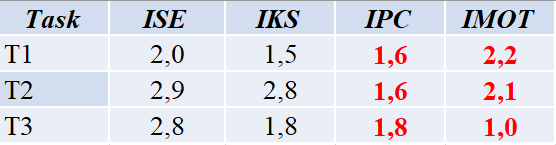 Task ISE IKS IPC IMOT
T1 2,0 1,5 1,6 2,2
T2 2,9 2,8 1,6 2,1
T3 2,8 1,8 1,8 1,0